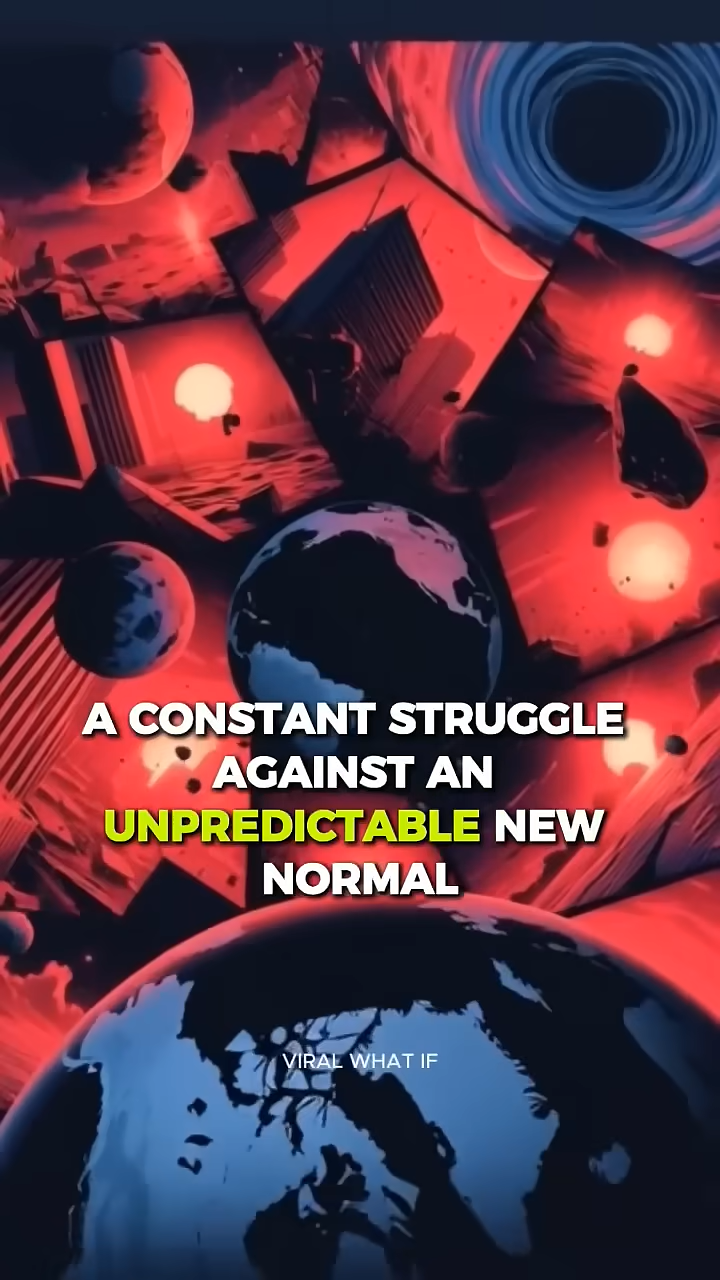 A CONSTANT STRUGGLE
AGAINST AN
UNPREDICTABLE NEW
NORMAL
VIRAL WHAT IF